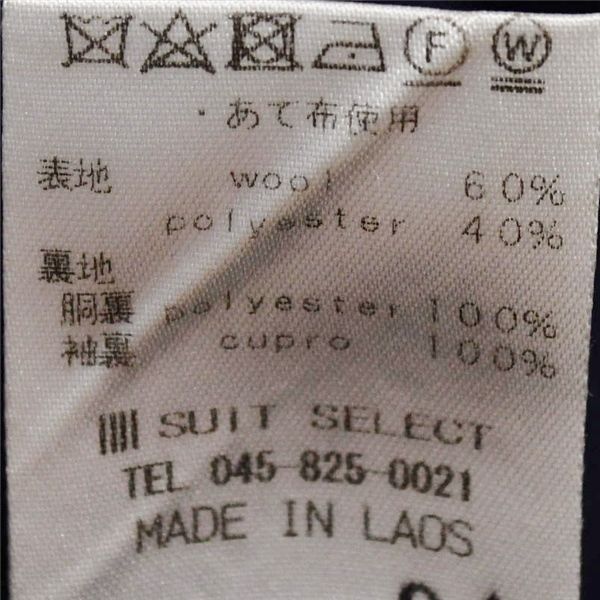 F W
・あて布使用
表地 wool 60%
polyester 40%
裏地
胴裏 polyester 100%
袖裏 cupro 100%
SUIT SELECT
TEL 045-825-0021
MADE IN LAOS